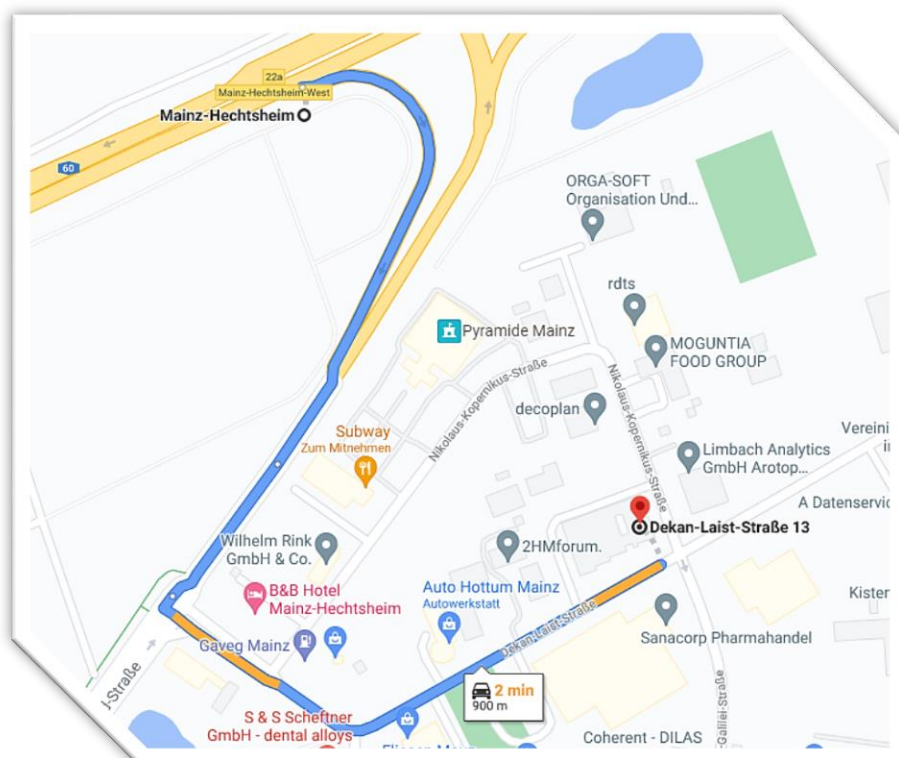 22a
Mainz-Hechtsheim-West
Mainz-Hechtsheim
60
ORGA-SOFT
Organisation Und...
rdts
Pyramide Mainz
MOGUNTIA
FOOD GROUP
Nikolaus-Kopernikus-Straße
Nikolaus-Kopernikus-Straße
decoplan
Subway
Zum Mitnehmen
Vereini
Limbach Analytics
GmbH Arotop...
A Datenservic
Dekan-Laist-Straße 13
Wilhelm Rink
GmbH & Co.
2HMforum.
B&B Hotel
Mainz-Hechtsheim
Auto Hottum Mainz
Autowerkstatt
Kister
Dekan-Laist-Straße
Sanacorp Pharmahandel
Gaveg Mainz
J-Straße
2 min
900 m
-Galilei-Straße
S & S Scheftner
GmbH - dental alloys
Coherent - DILAS